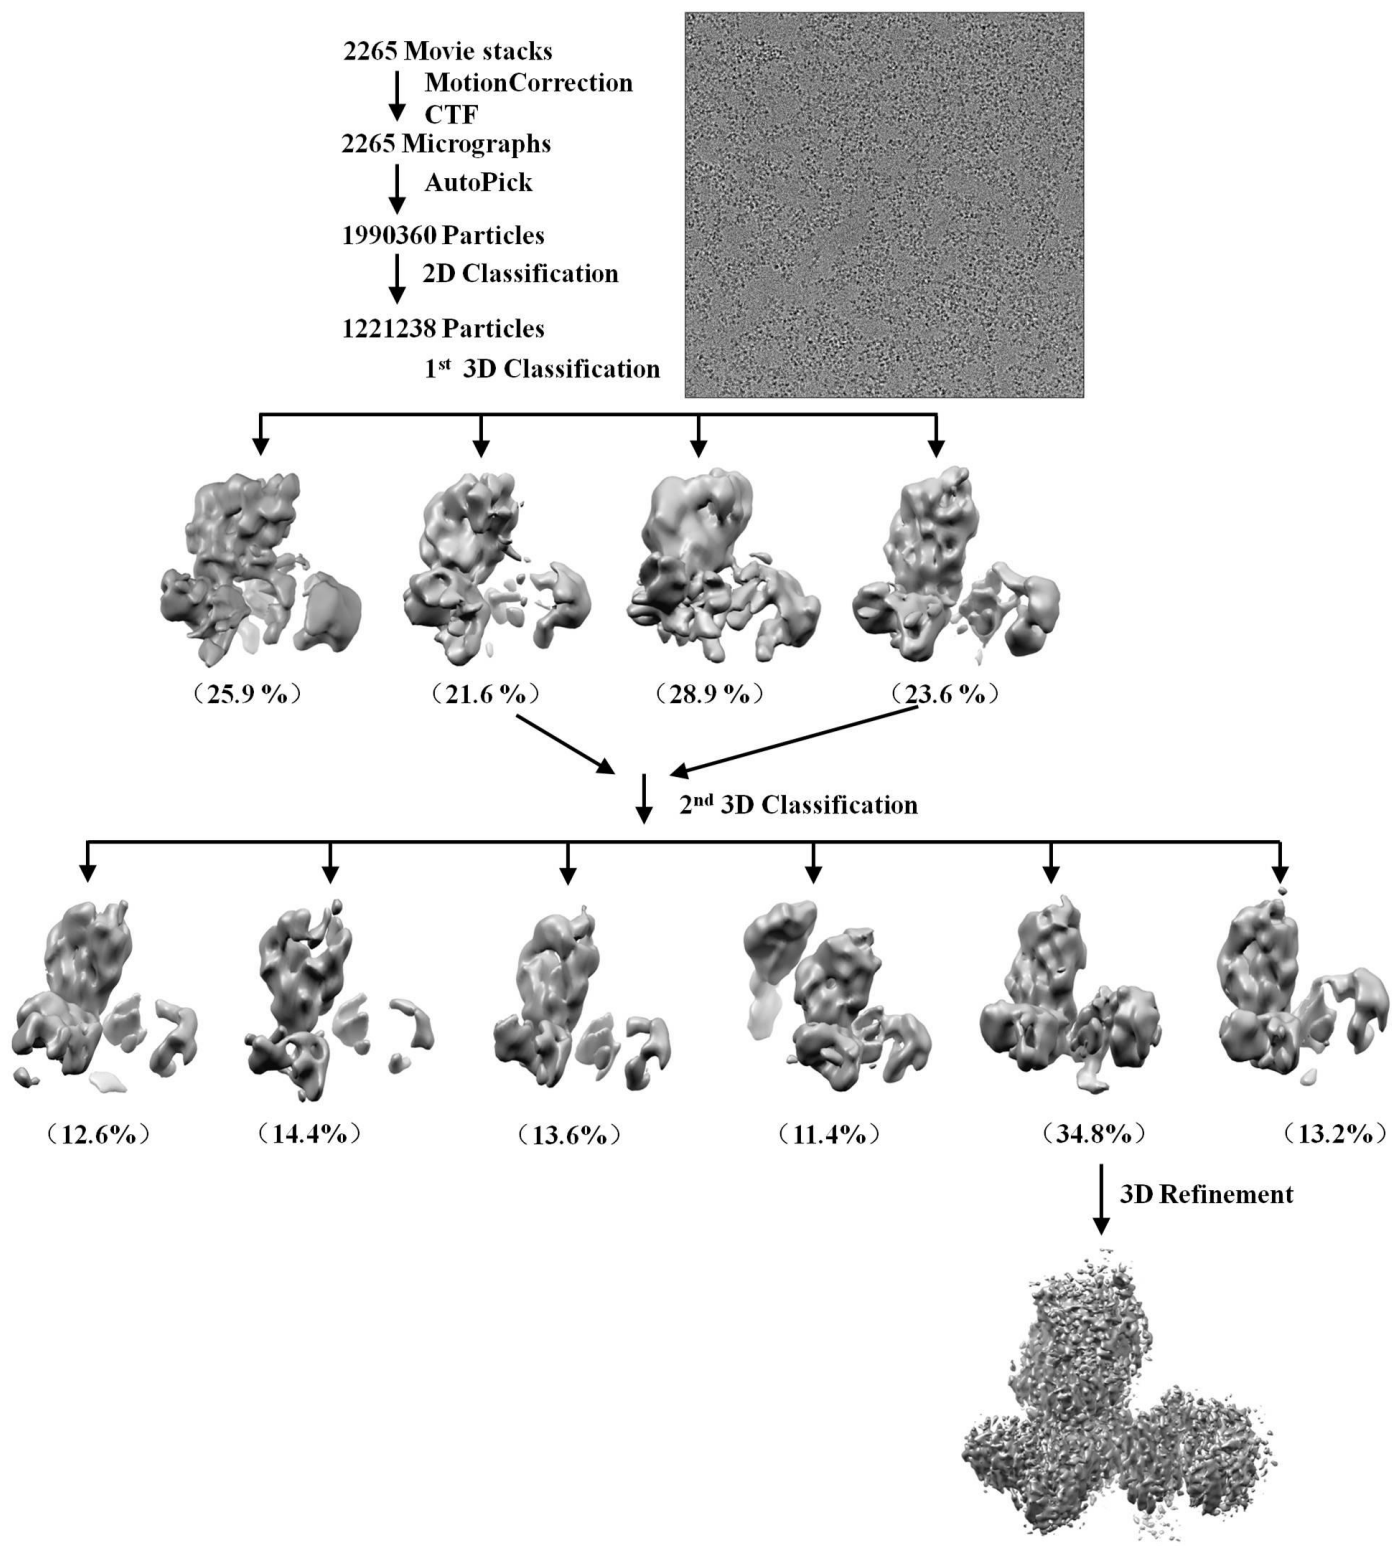 2265 Movie stacks
MotionCorrection
CTF
2265 Micrographs
AutoPick
1990360 Particles
2D Classification
1221238 Particles
1st 3D Classification
（25.9 %）
（21.6 %）
（28.9 %）
（23.6 %）
2nd 3D Classification
（12.6%）
（14.4%）
（13.6%）
（11.4%）
（34.8%）
（13.2%）
3D Refinement